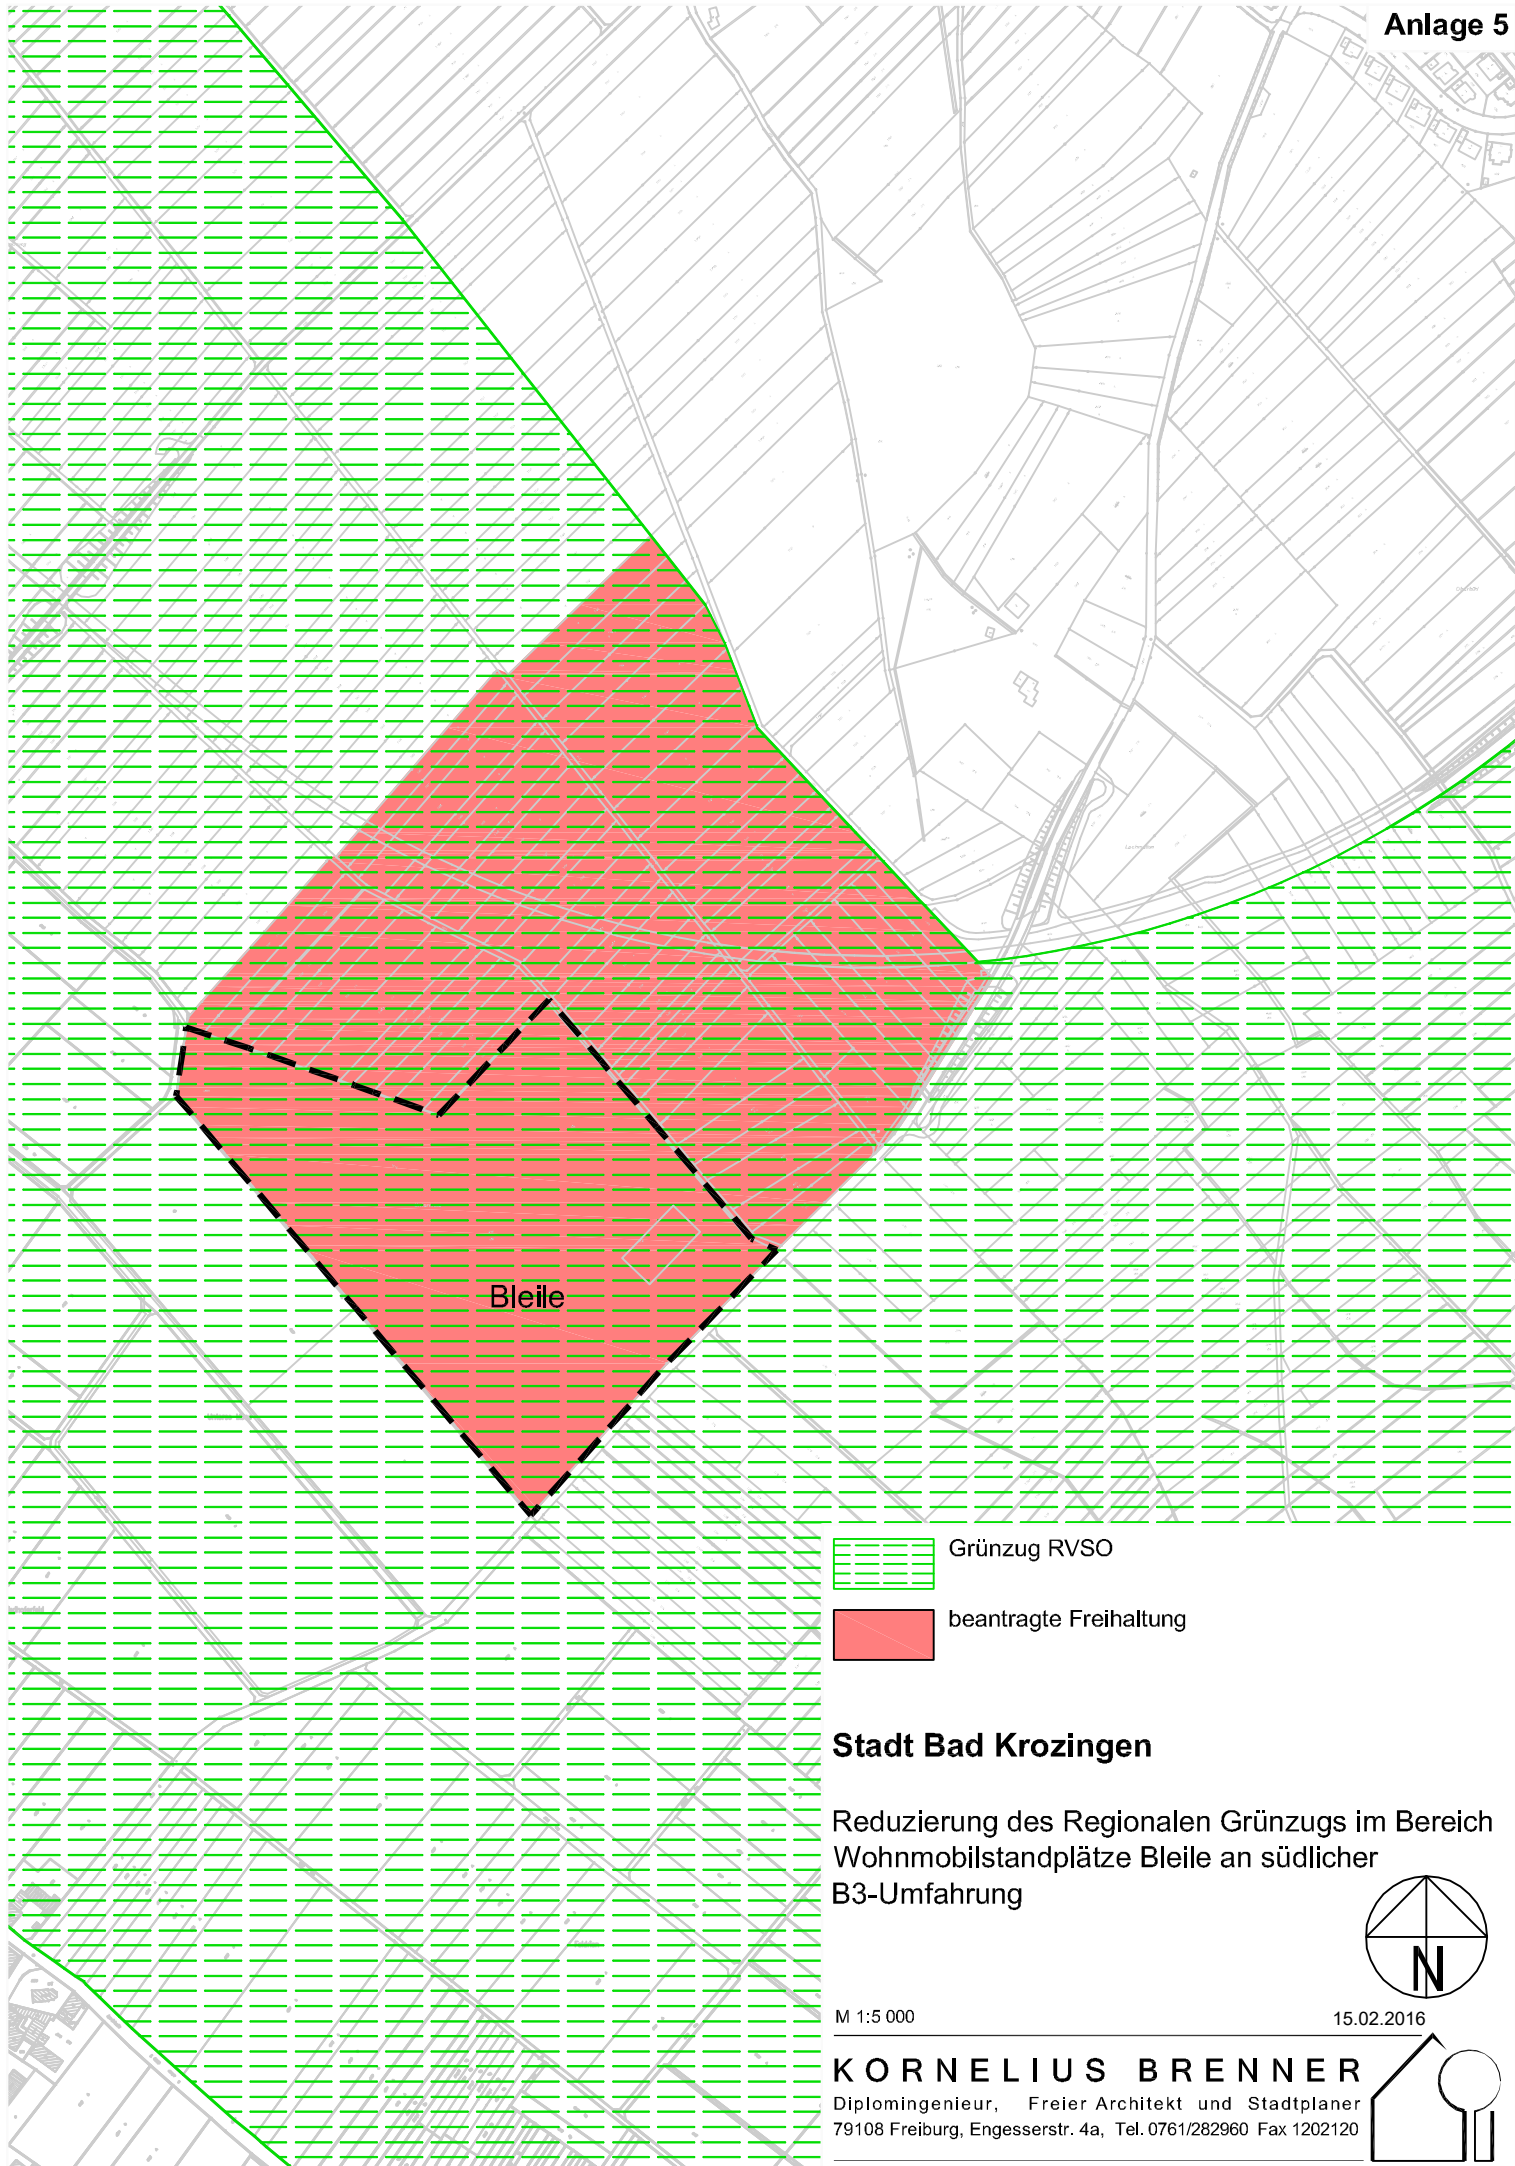 Anlage 5
Bleile
Grünzug RVSO
beantragte Freihaltung
Stadt Bad Krozingen
Reduzierung des Regionalen Grünzugs im Bereich
Wohnmobilstandplätze Bleile an südlicher
B3-Umfahrung
N
M 1:5 000
15.02.2016
KORNELIUS BRENNER
Diplomingenieur, Freier Architekt und Stadtplaner
79108 Freiburg, Engesserstr. 4a, Tel. 0761/282960 Fax 1202120